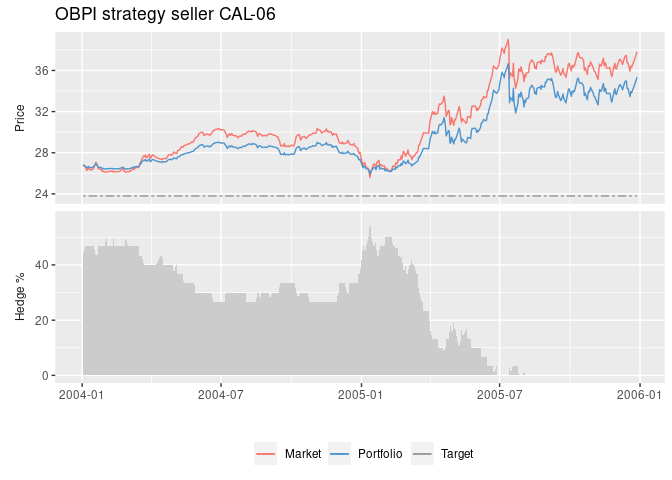 OBPI strategy seller CAL-06
Price
36
32
28
24
Hedge %
40
20
0
2004-01 2004-07 2005-01 2005-07 2006-01
Market Portfolio Target